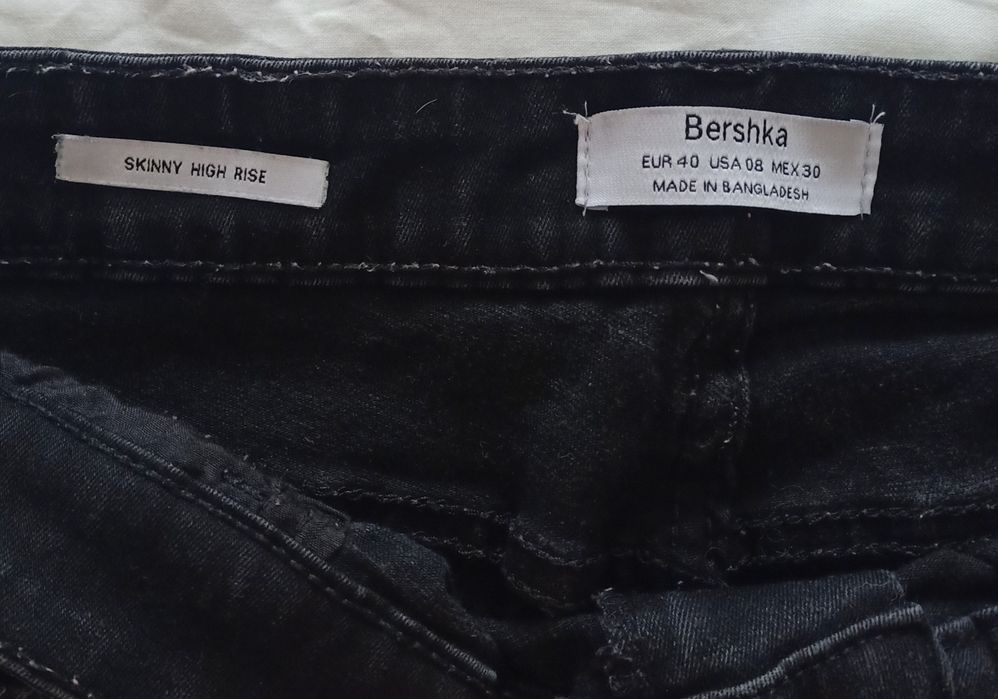 SKINNY HIGH RISE
Bershka
EUR 40 USA 08 MEX 30
MADE IN BANGLADESH